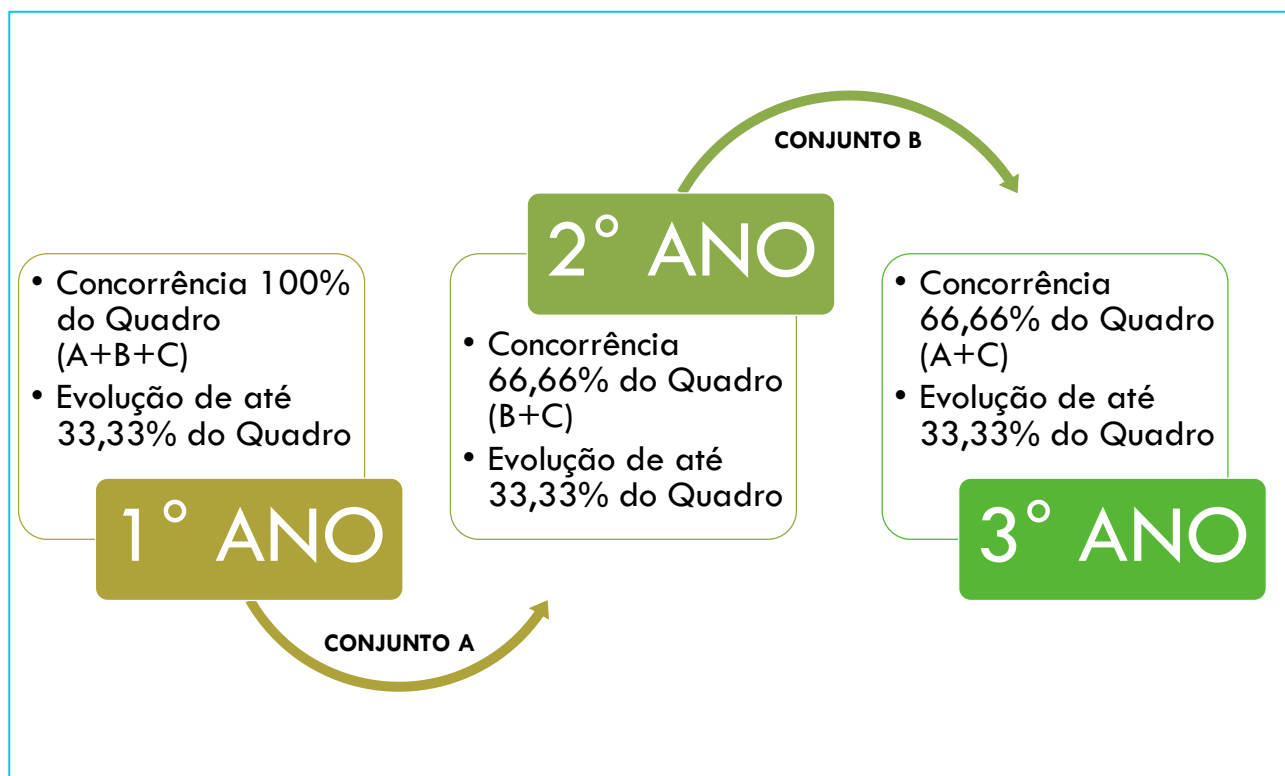 • Concorrência 100%
do Quadro
(A+B+C)
• Evolução de até
33,33% do Quadro
1° ANO
CONJUNTO A
2° ANO
• Concorrência
66,66% do Quadro
(B+C)
• Evolução de até
33,33% do Quadro
CONJUNTO B
• Concorrência
66,66% do Quadro
(A+C)
• Evolução de até
33,33% do Quadro
3° ANO